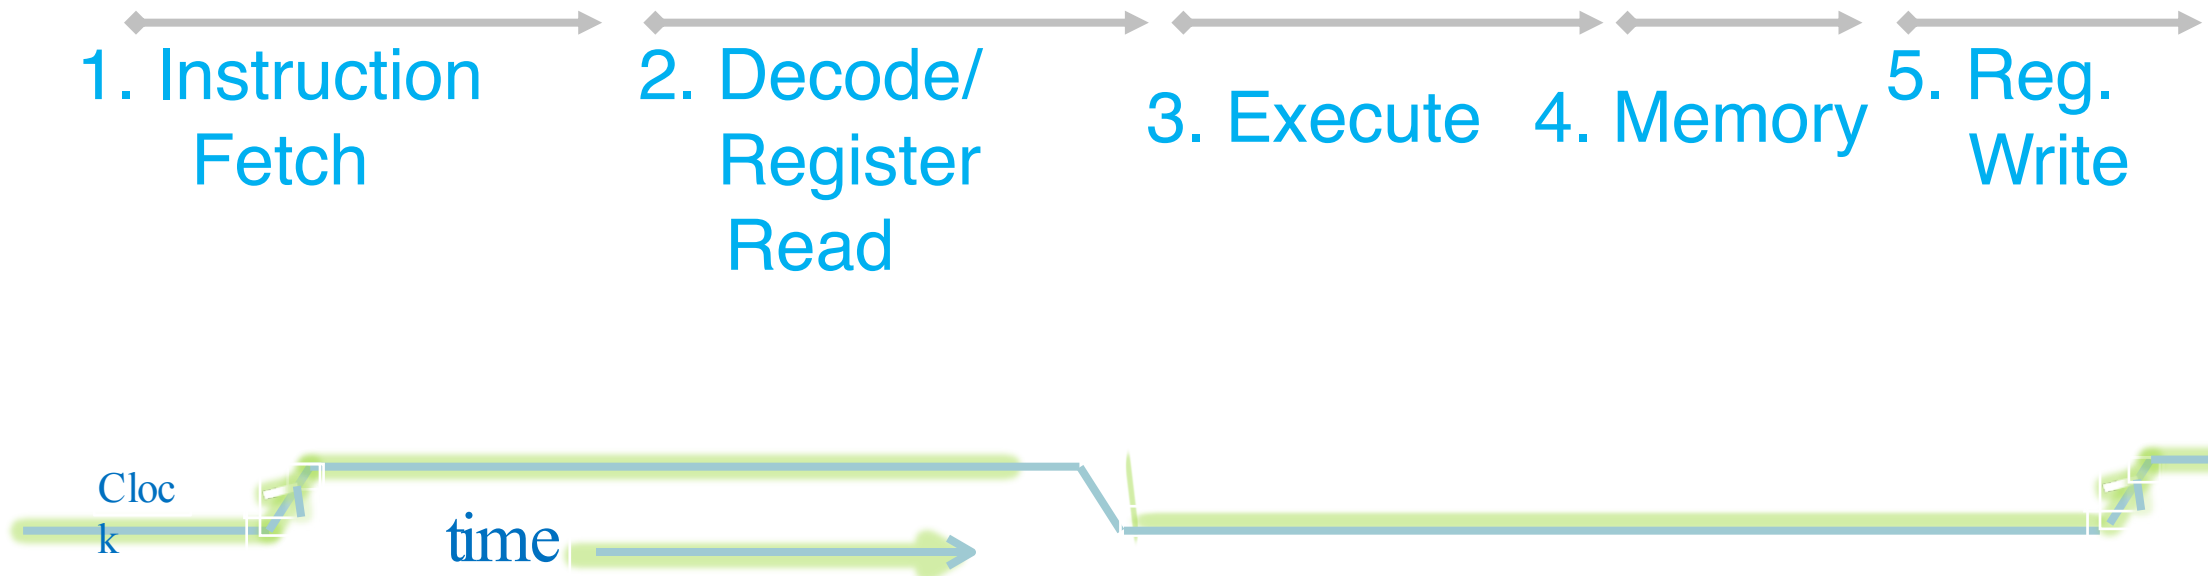 1. Instruction
Fetch
2. Decode/
Register
Read
3. Execute
4. Memory
5. Reg.
Write
Cloc
k
time